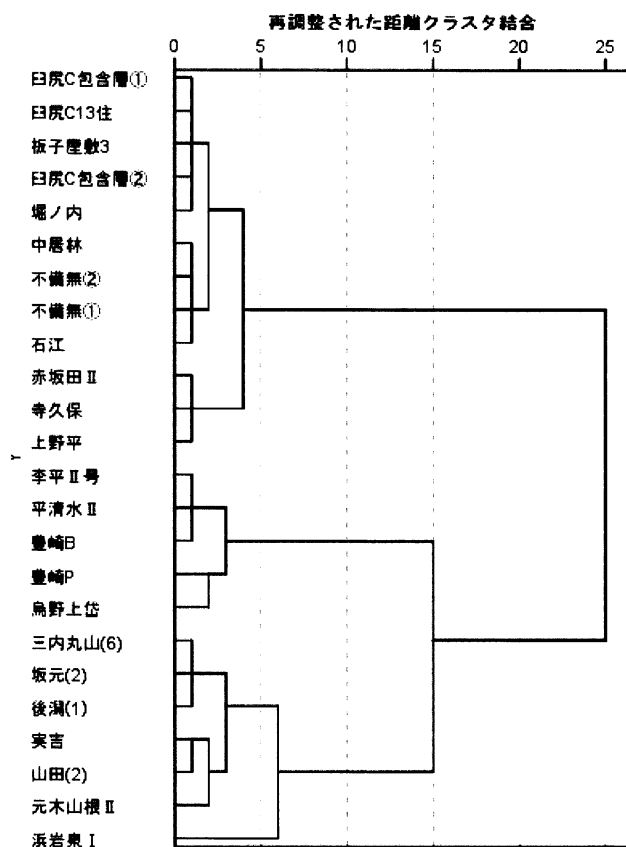 再調整された距離クラスタ結合
0 5 10 15 20 25
臼尻C包含層①
臼尻C13住
板子屋敷3
臼尻C包含層②
堀ノ内
中居林
不備無②
不備無①
石江
赤坂田Ⅱ
寺久保
上野平
Y
李平Ⅱ号
平清水Ⅱ
豊崎B
豊崎P
烏野上岱
三内丸山(6)
坂元(2)
後潟(1)
実吉
山田(2)
元木山根Ⅱ
浜岩泉Ⅰ